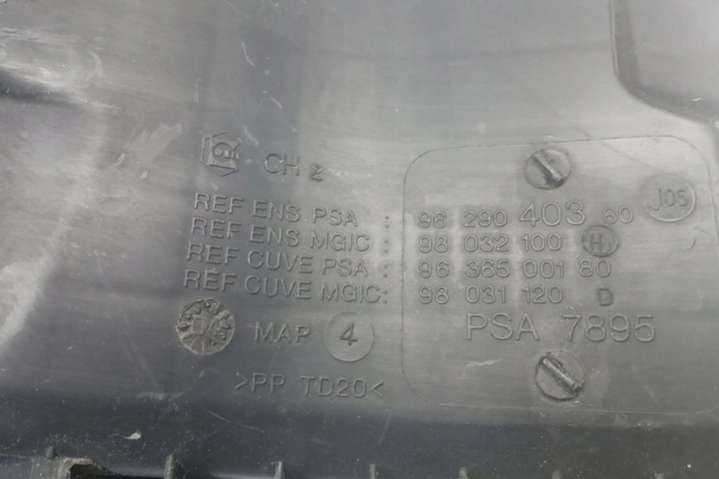 CH 2
REF ENS PSA : 96 290 403 80 JOS
REF ENS MGIC : 98 032 100 H
REF CUVE PSA : 96 365 001 80
REF CUVE MGIC: 98 031 120 D
PSA 7895
MAP 4
>PP TD20<